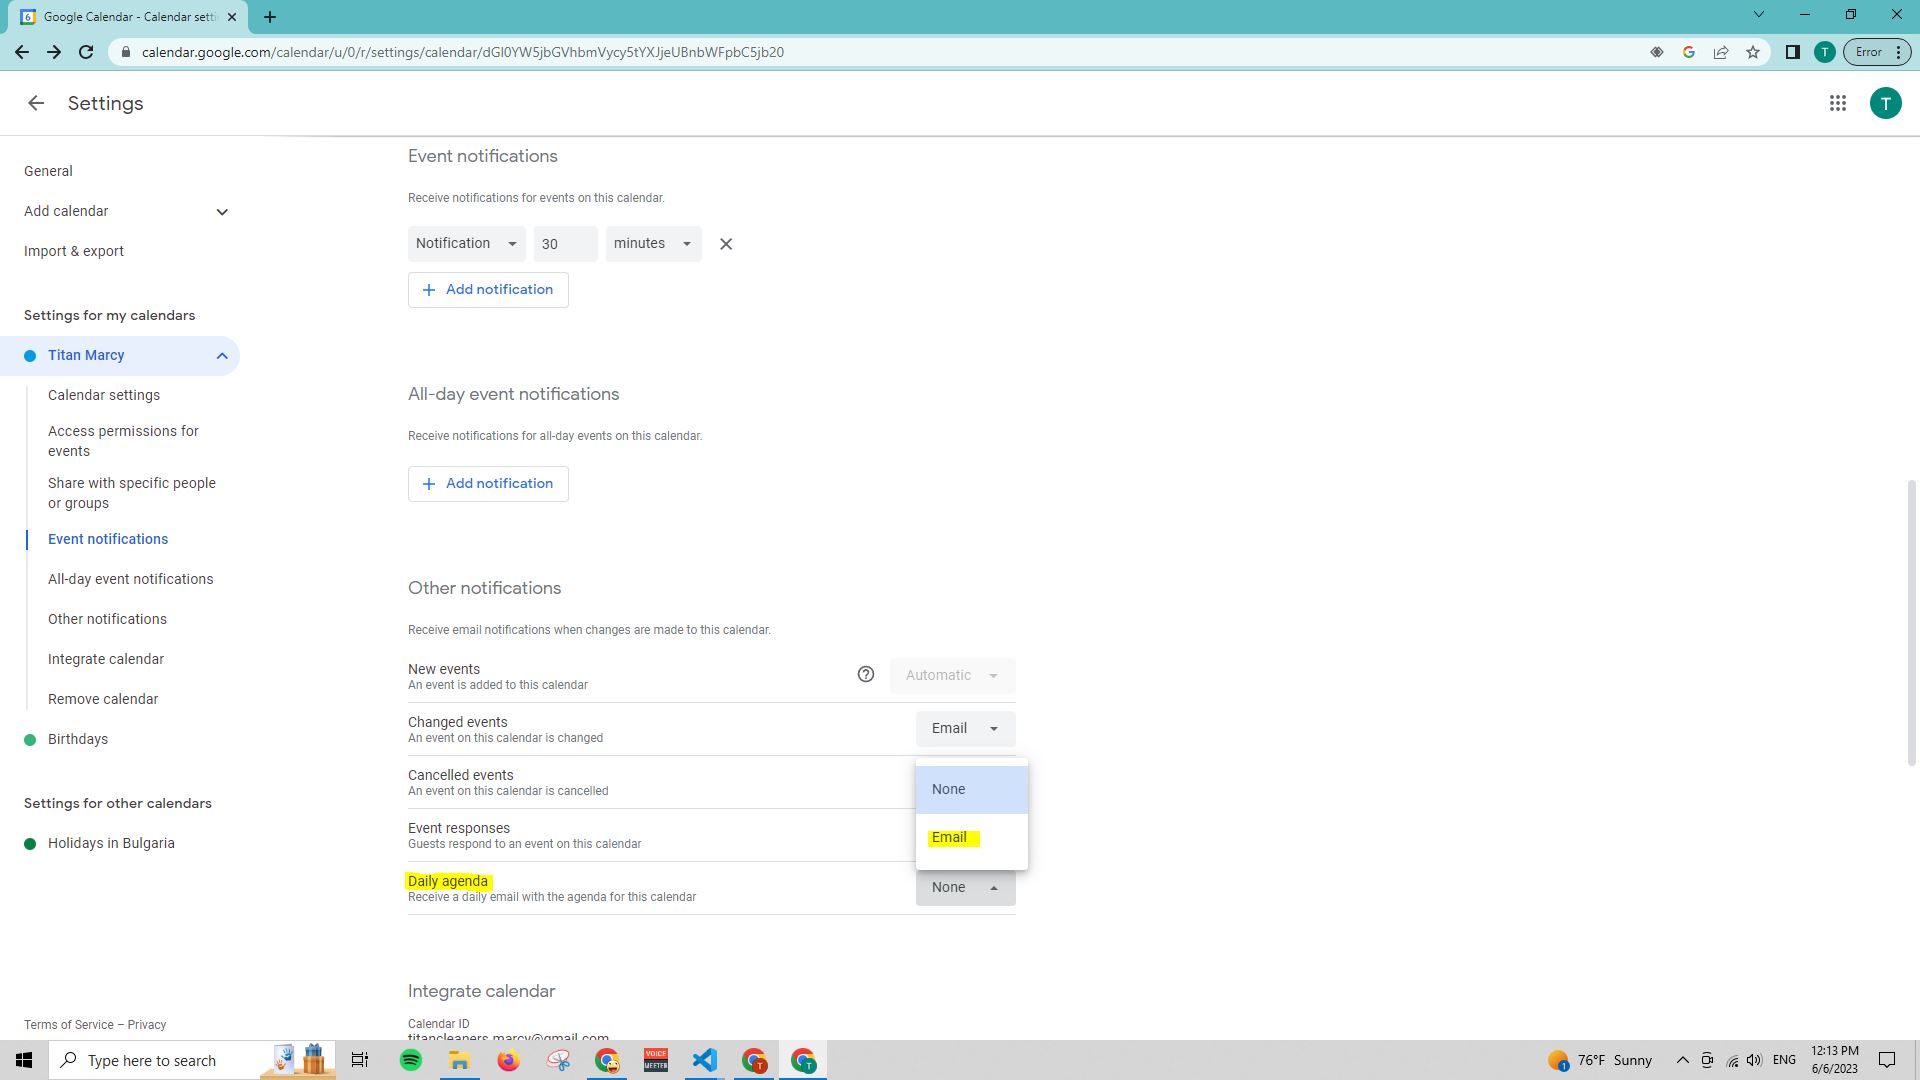 Google Calendar - Calendar setti
calendar.google.com/calendar/u/0/r/settings/calendar/dGl0YW5jbGVhbmVycy5tYXJjeUBnbWFpbC5jb20
T
Error
Settings
T
General
Add calendar
Import & export
Settings for my calendars
Titan Marcy
Calendar settings
Access permissions for
events
Share with specific people
or groups
Event notifications
All-day event notifications
Other notifications
Integrate calendar
Remove calendar
Birthdays
Settings for other calendars
Holidays in Bulgaria
Terms of Service – Privacy
Event notifications
Receive notifications for events on this calendar.
Notification 30 minutes
Add notification
All-day event notifications
Receive notifications for all-day events on this calendar.
Add notification
Other notifications
Receive email notifications when changes are made to this calendar.
New events
An event is added to this calendar
Automatic
Changed events
An event on this calendar is changed
Email
Cancelled events
An event on this calendar is cancelled
None
Event responses
Guests respond to an event on this calendar
Email
Daily agenda
Receive a daily email with the agenda for this calendar
None
Integrate calendar
Calendar ID
titancleaners.marcy@gmail.com
Type here to search
VOICE
MEETER
76°F Sunny
ENG
12:13 PM
6/6/2023